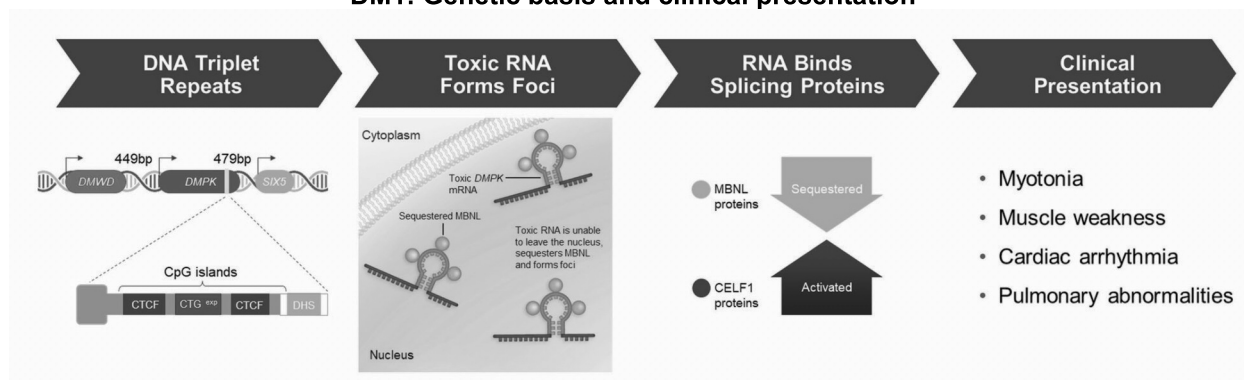 DM1: Genetic basis and clinical presentation
DNA Triplet
Repeats
Toxic RNA
Forms Foci
RNA Binds
Splicing Proteins
Clinical
Presentation
449bp
479bp
DMWD
DMPK
SIX5
CpG islands
CTCF
CTG exp
CTCF
DHS
Cytoplasm
Toxic DMPK
mRNA
Sequestered MBNL
Toxic RNA is unable
to leave the nucleus,
sequesters MBNL
and forms foci
Nucleus
MBNL
proteins
Sequestered
CELF1
proteins
Activated
• Myotonia
• Muscle weakness
• Cardiac arrhythmia
• Pulmonary abnormalities